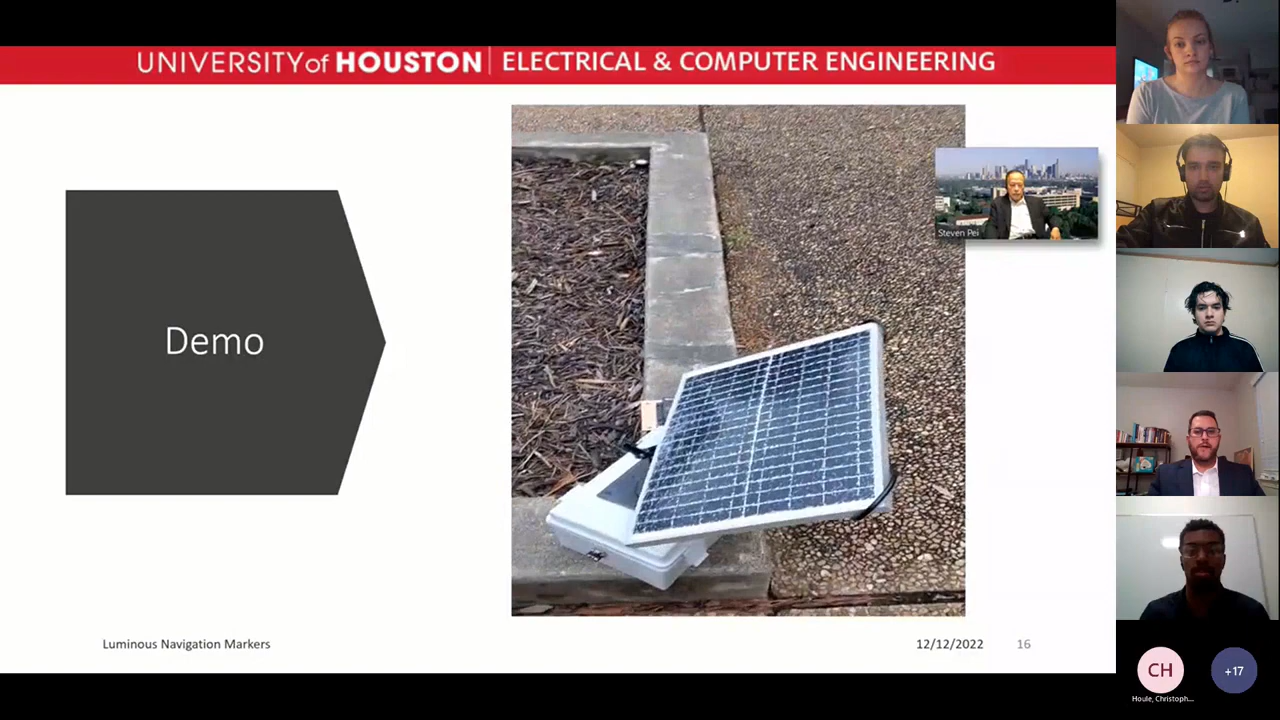 UNIVERSITY of HOUSTON | ELECTRICAL & COMPUTER ENGINEERING
Steven Pei
Demo
Luminous Navigation Markers
12/12/2022
16
CH
+17
Houle, Christoph...